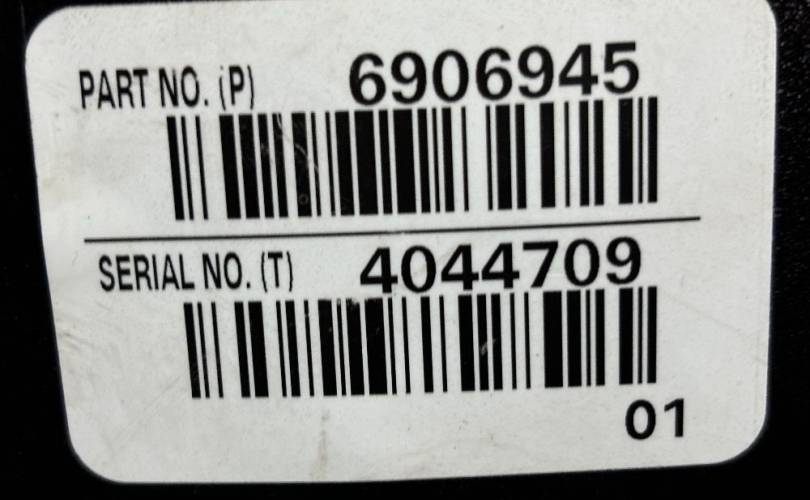 PART NO. (P) 6906945
SERIAL NO. (T) 4044709
01